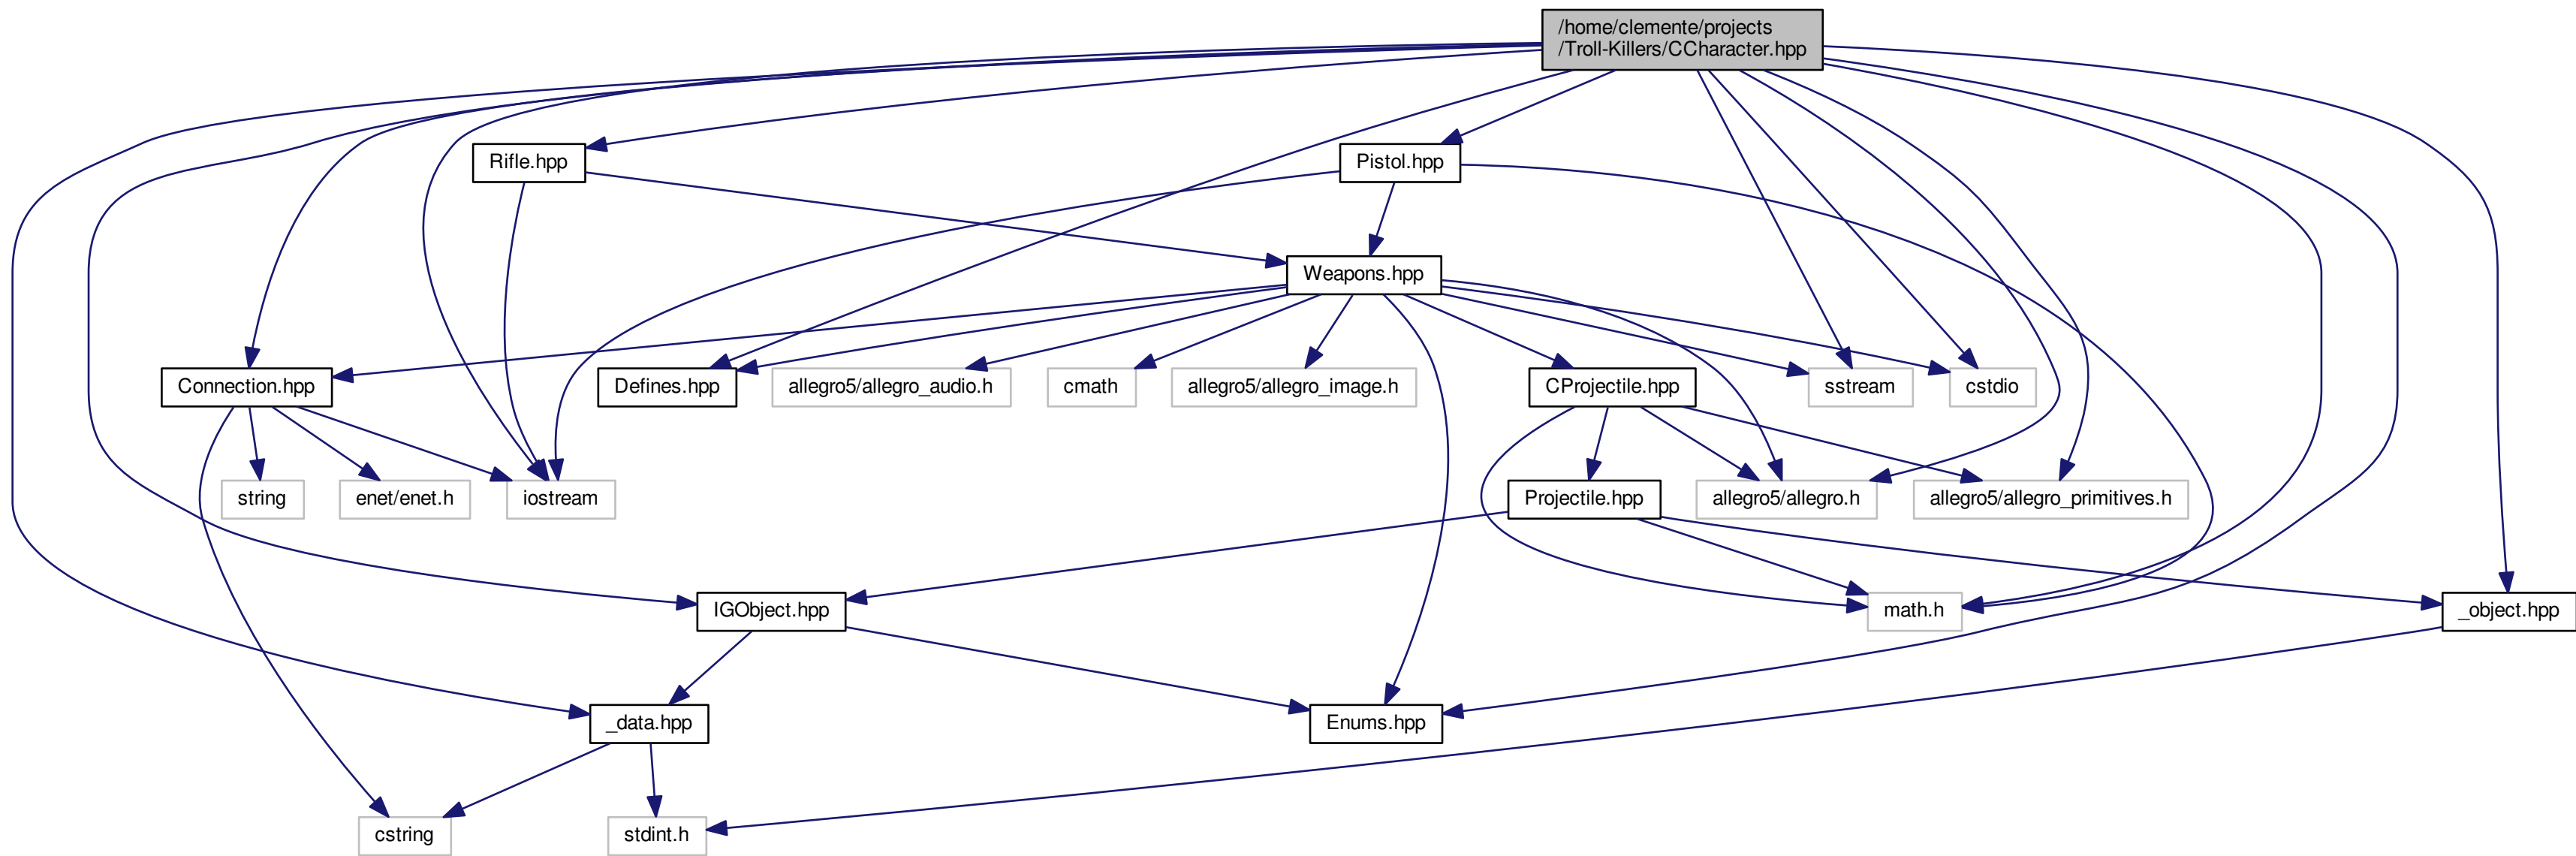 /home/clemente/projects
/Troll-Killers/CCharacter.hpp
Rifle.hpp
Pistol.hpp
Weapons.hpp
Connection.hpp
Defines.hpp
allegro5/allegro_audio.h
cmath
allegro5/allegro_image.h
CProjectile.hpp
sstream
cstdio
string
enet/enet.h
iostream
Projectile.hpp
allegro5/allegro.h
allegro5/allegro_primitives.h
IGObject.hpp
math.h
_object.hpp
_data.hpp
Enums.hpp
cstring
stdint.h